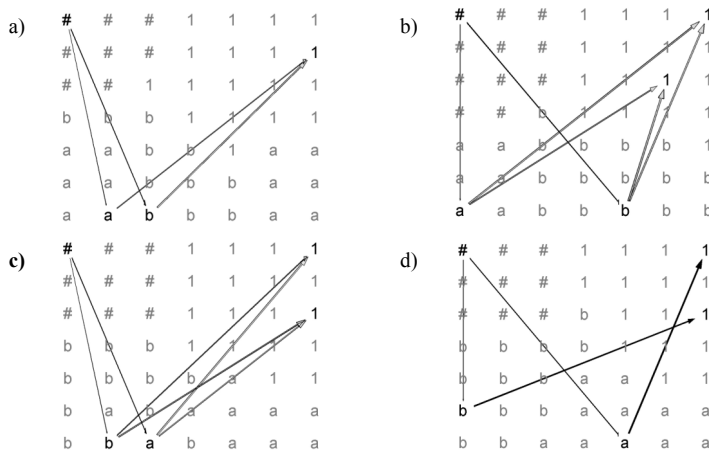 a)
# # # 1 1 1 1
# # # 1 1 1 1
# # 1 1 1 1 1
b b b 1 1 1 1
a a b b 1 a a
a a b b b a a
a a b b b a a
b)
# # # 1 1 1 1
# # # 1 1 1 1
# # # 1 1 1 1
# # b 1 1 1 1
a a b b b b b
a a b b b b b
a a b b b b b
c)
# # # 1 1 1 1
# # # 1 1 1 1
# # # 1 1 1 1
b b b b 1 1 1
b b b b a 1 1
b a b a a a a
b b a a a a a
d)
# # # 1 1 1 1
# # # 1 1 1 1
# # # b 1 1 1
b b b b 1 1 1
b b b a a 1 1
b b b a a a a
b b a a a a a